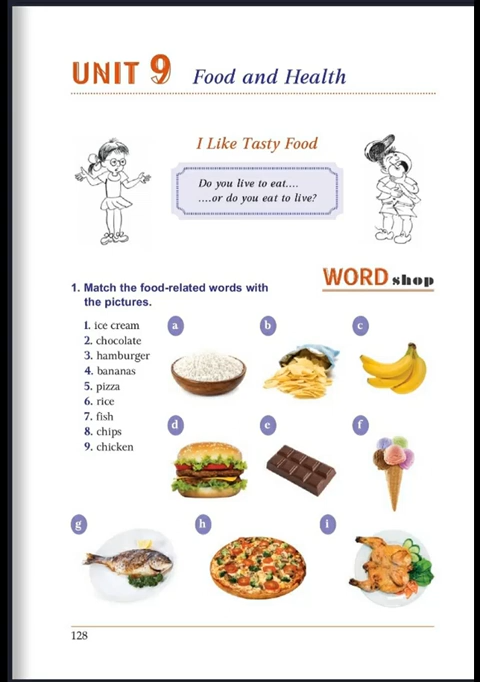 UNIT 9 Food and Health
I Like Tasty Food
Do you live to eat....
....or do you eat to live?
WORD shop
1. Match the food-related words with
the pictures.
1. ice cream
2. chocolate
3. hamburger
4. bananas
5. pizza
6. rice
7. fish
8. chips
9. chicken
a
b
c
d
e
f
g
h
i
128